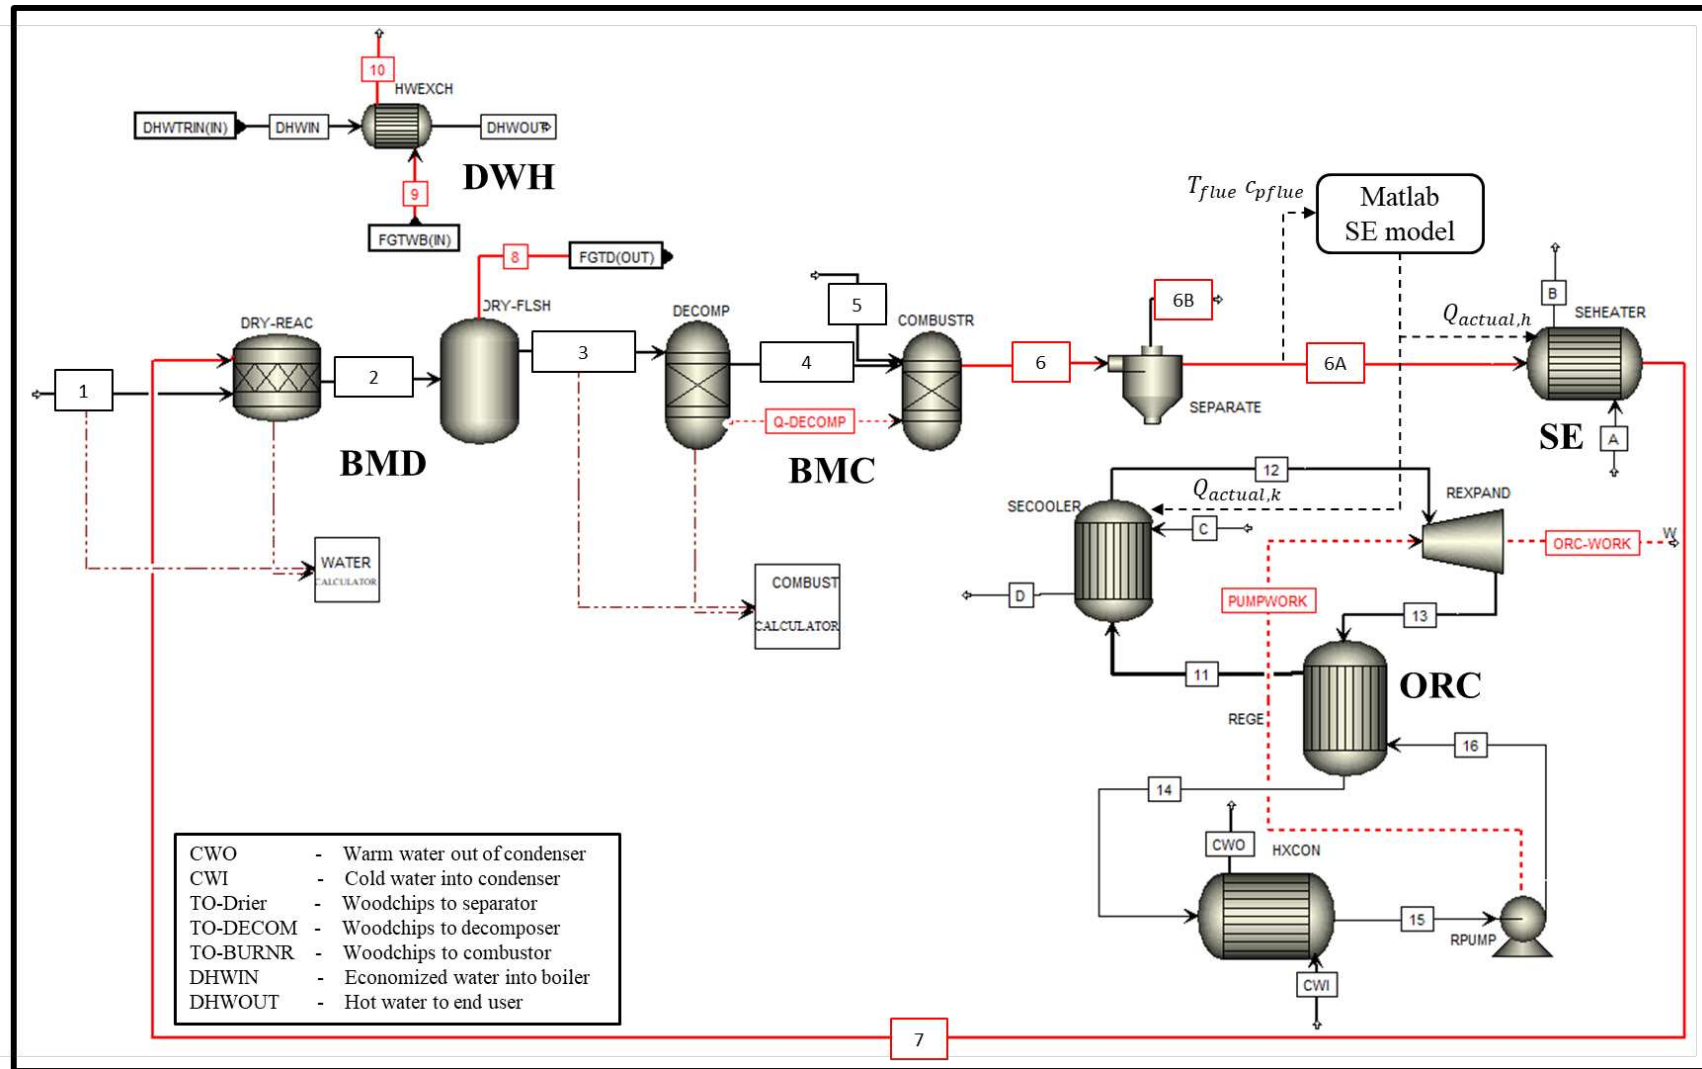 10
HWEXCH
DHWTRIN(IN)
DHWIN
DHWOUT
DWH
9
FGTWB(IN)
8
FGTD(OUT)
DRY-FLSH
DRY-REAC
1
2
3
BMD
DECOMP
4
5
COMBUSTR
Q-DECOMP
BMC
6
6B
SEPARATE
6A
T_flue c_pflue
Matlab
SE model
Q_actual,h
B
SEHEATER
SE
A
WATER
CALCULATOR
COMBUST
CALCULATOR
12
Q_actual,k
SECOOLER
C
D
REXPAND
ORC-WORK
W
PUMPWORK
13
11
ORC
REGE
16
14
CWO
HXCON
15
RPUMP
CWI
CWO - Warm water out of condenser
CWI - Cold water into condenser
TO-Drier - Woodchips to separator
TO-DECOM - Woodchips to decomposer
TO-BURNR - Woodchips to combustor
DHWIN - Economized water into boiler
DHWOUT - Hot water to end user
7